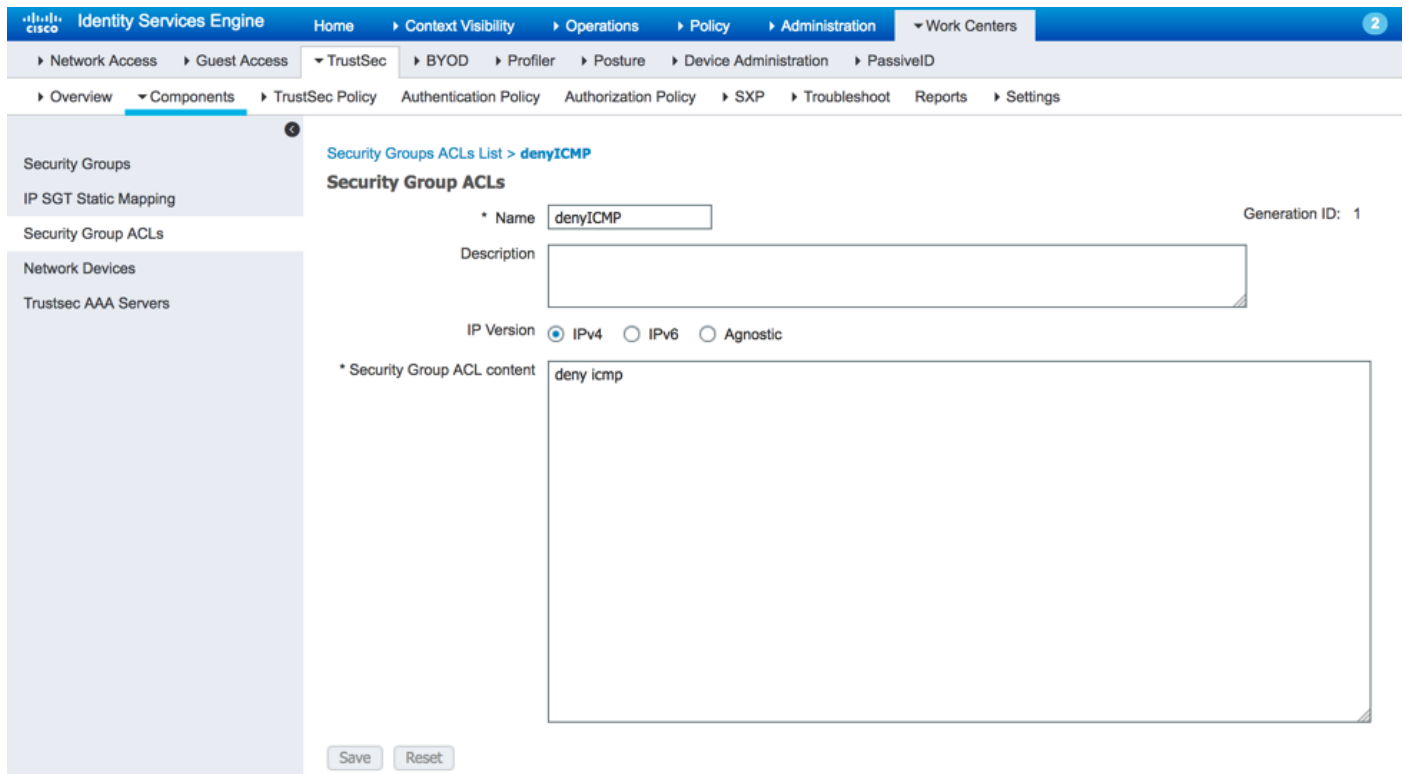 cisco Identity Services Engine Home Context Visibility Operations Policy Administration Work Centers 2
Network Access Guest Access TrustSec BYOD Profiler Posture Device Administration PassiveID
Overview Components TrustSec Policy Authentication Policy Authorization Policy SXP Troubleshoot Reports Settings
Security Groups
IP SGT Static Mapping
Security Group ACLs
Network Devices
Trustsec AAA Servers
Security Groups ACLs List > denyICMP
Security Group ACLs
* Name denyICMP Generation ID: 1
Description
IP Version IPv4 IPv6 Agnostic
* Security Group ACL content deny icmp
Save Reset